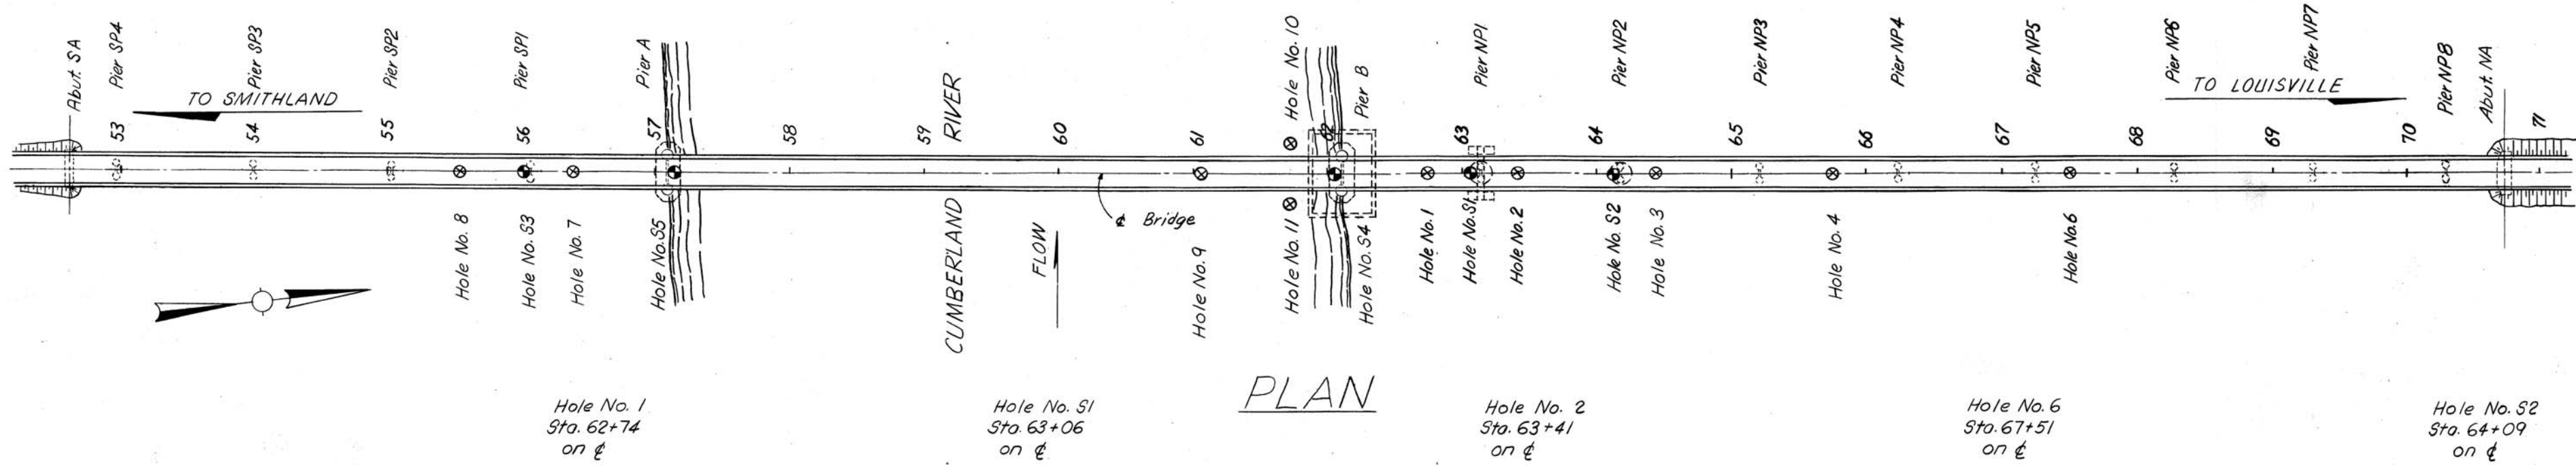 Abut. SA
Pier SP4
Pier SP3
Pier SP2
Pier SP1
Pier A
Hole No. 10
Pier B
Pier NP1
Pier NP2
Pier NP3
Pier NP4
Pier NP5
Pier NP6
Pier NP7
Pier NP8
Abut. NA
TO SMITHLAND
TO LOUISVILLE
53
54
55
56
57
58
59
60
61
62
63
64
65
66
67
68
69
70
71
CUMBERLAND RIVER
FLOW
℄ Bridge
Hole No. 8
Hole No. S3
Hole No. 7
Hole No. S5
Hole No. 9
Hole No. 11
Hole No. S4
Hole No. 1
Hole No. S1
Hole No. 2
Hole No. S2
Hole No. 3
Hole No. 4
Hole No. 6
PLAN
Hole No. 1
Sta. 62+74
on ℄
Hole No. S1
Sta. 63+06
on ℄
Hole No. 2
Sta. 63+41
on ℄
Hole No. 6
Sta. 67+51
on ℄
Hole No. S2
Sta. 64+09
on ℄